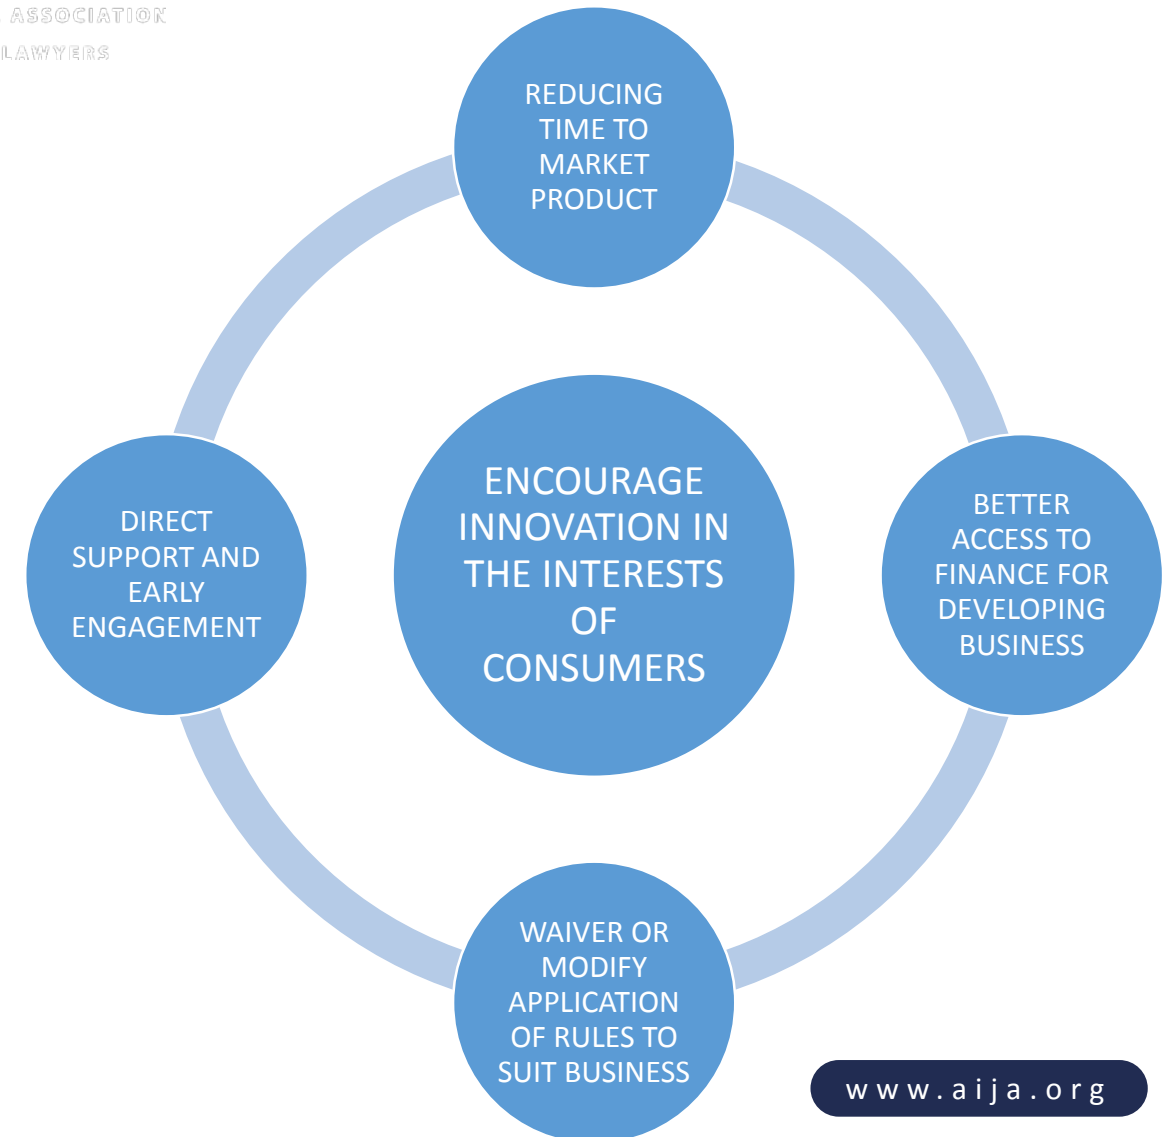 ASSOCIATION
LAWYERS
REDUCING
TIME TO
MARKET
PRODUCT
DIRECT
SUPPORT AND
EARLY
ENGAGEMENT
ENCOURAGE
INNOVATION IN
THE INTERESTS
OF
CONSUMERS
BETTER
ACCESS TO
FINANCE FOR
DEVELOPING
BUSINESS
WAIVER OR
MODIFY
APPLICATION
OF RULES TO
SUIT BUSINESS
www.aija.org